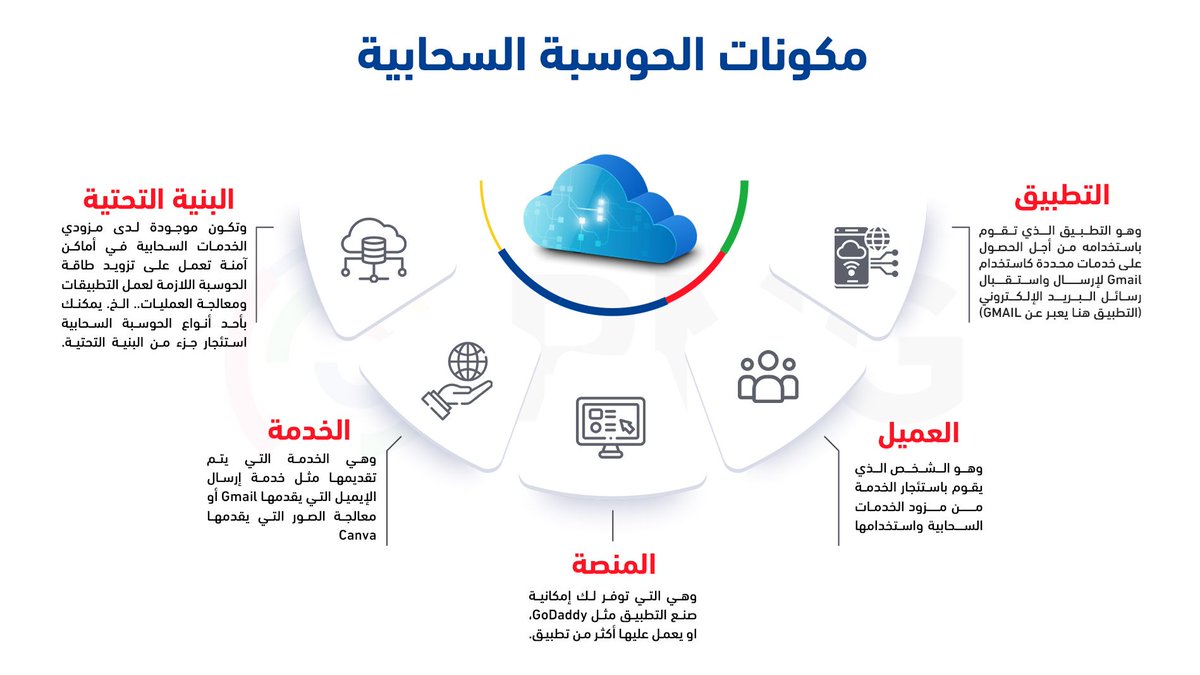 مكونات الحوسبة السحابية
التطبيق
وهو التطبيق الذي تقوم
باستخدامه من أجل الحصول
على خدمات محددة كاستخدام
Gmail لإرسال واستقبال
رسائل البريد الإلكتروني
(التطبيق هنا يعبر عن GMAIL)
العميل
وهو الشخص الذي
يقوم باستئجار الخدمة
من مزود الخدمات
السحابية واستخدامها
المنصة
وهي التي توفر لك إمكانية
صنع التطبيق مثل GoDaddy،
او يعمل عليها أكثر من تطبيق.
الخدمة
وهي الخدمة التي يتم
تقديمها مثل خدمة إرسال
الإيميل التي يقدمها Gmail أو
معالجة الصور التي يقدمها
Canva
البنية التحتية
وتكون موجودة لدى مزودي
الخدمات السحابية في أماكن
آمنة تعمل على تزويد طاقة
الحوسبة اللازمة لعمل التطبيقات
ومعالجة العمليات.. الخ. يمكنك
بأحد أنواع الحوسبة السحابية
استئجار جزء من البنية التحتية.